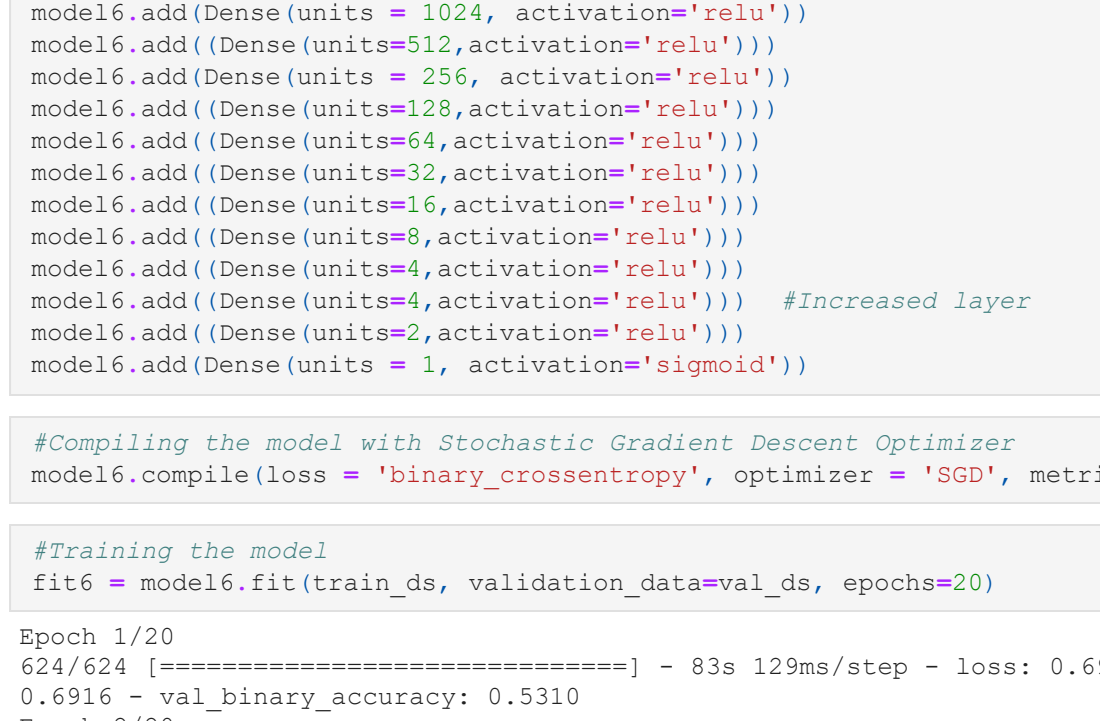 model6.add(Dense(units = 1024, activation='relu'))
model6.add((Dense(units=512,activation='relu')))
model6.add(Dense(units = 256, activation='relu'))
model6.add((Dense(units=128,activation='relu')))
model6.add((Dense(units=64,activation='relu')))
model6.add((Dense(units=32,activation='relu')))
model6.add((Dense(units=16,activation='relu')))
model6.add((Dense(units=8,activation='relu')))
model6.add((Dense(units=4,activation='relu')))
model6.add((Dense(units=4,activation='relu'))) #Increased layer
model6.add((Dense(units=2,activation='relu')))
model6.add(Dense(units = 1, activation='sigmoid'))
#Compiling the model with Stochastic Gradient Descent Optimizer
model6.compile(loss = 'binary_crossentropy', optimizer = 'SGD', metri
#Training the model
fit6 = model6.fit(train_ds, validation_data=val_ds, epochs=20)
Epoch 1/20
624/624 [==============================] - 83s 129ms/step - loss: 0.69
0.6916 - val_binary_accuracy: 0.5310